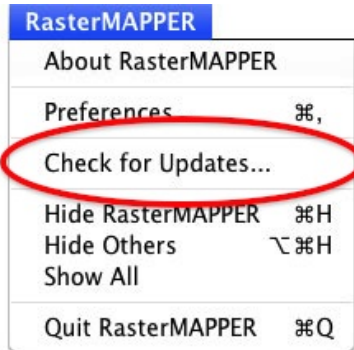 RasterMAPPER
About RasterMAPPER
Preferences... ⌘,
Check for Updates...
Hide RasterMAPPER ⌘H
Hide Others ⌥⌘H
Show All
Quit RasterMAPPER ⌘Q